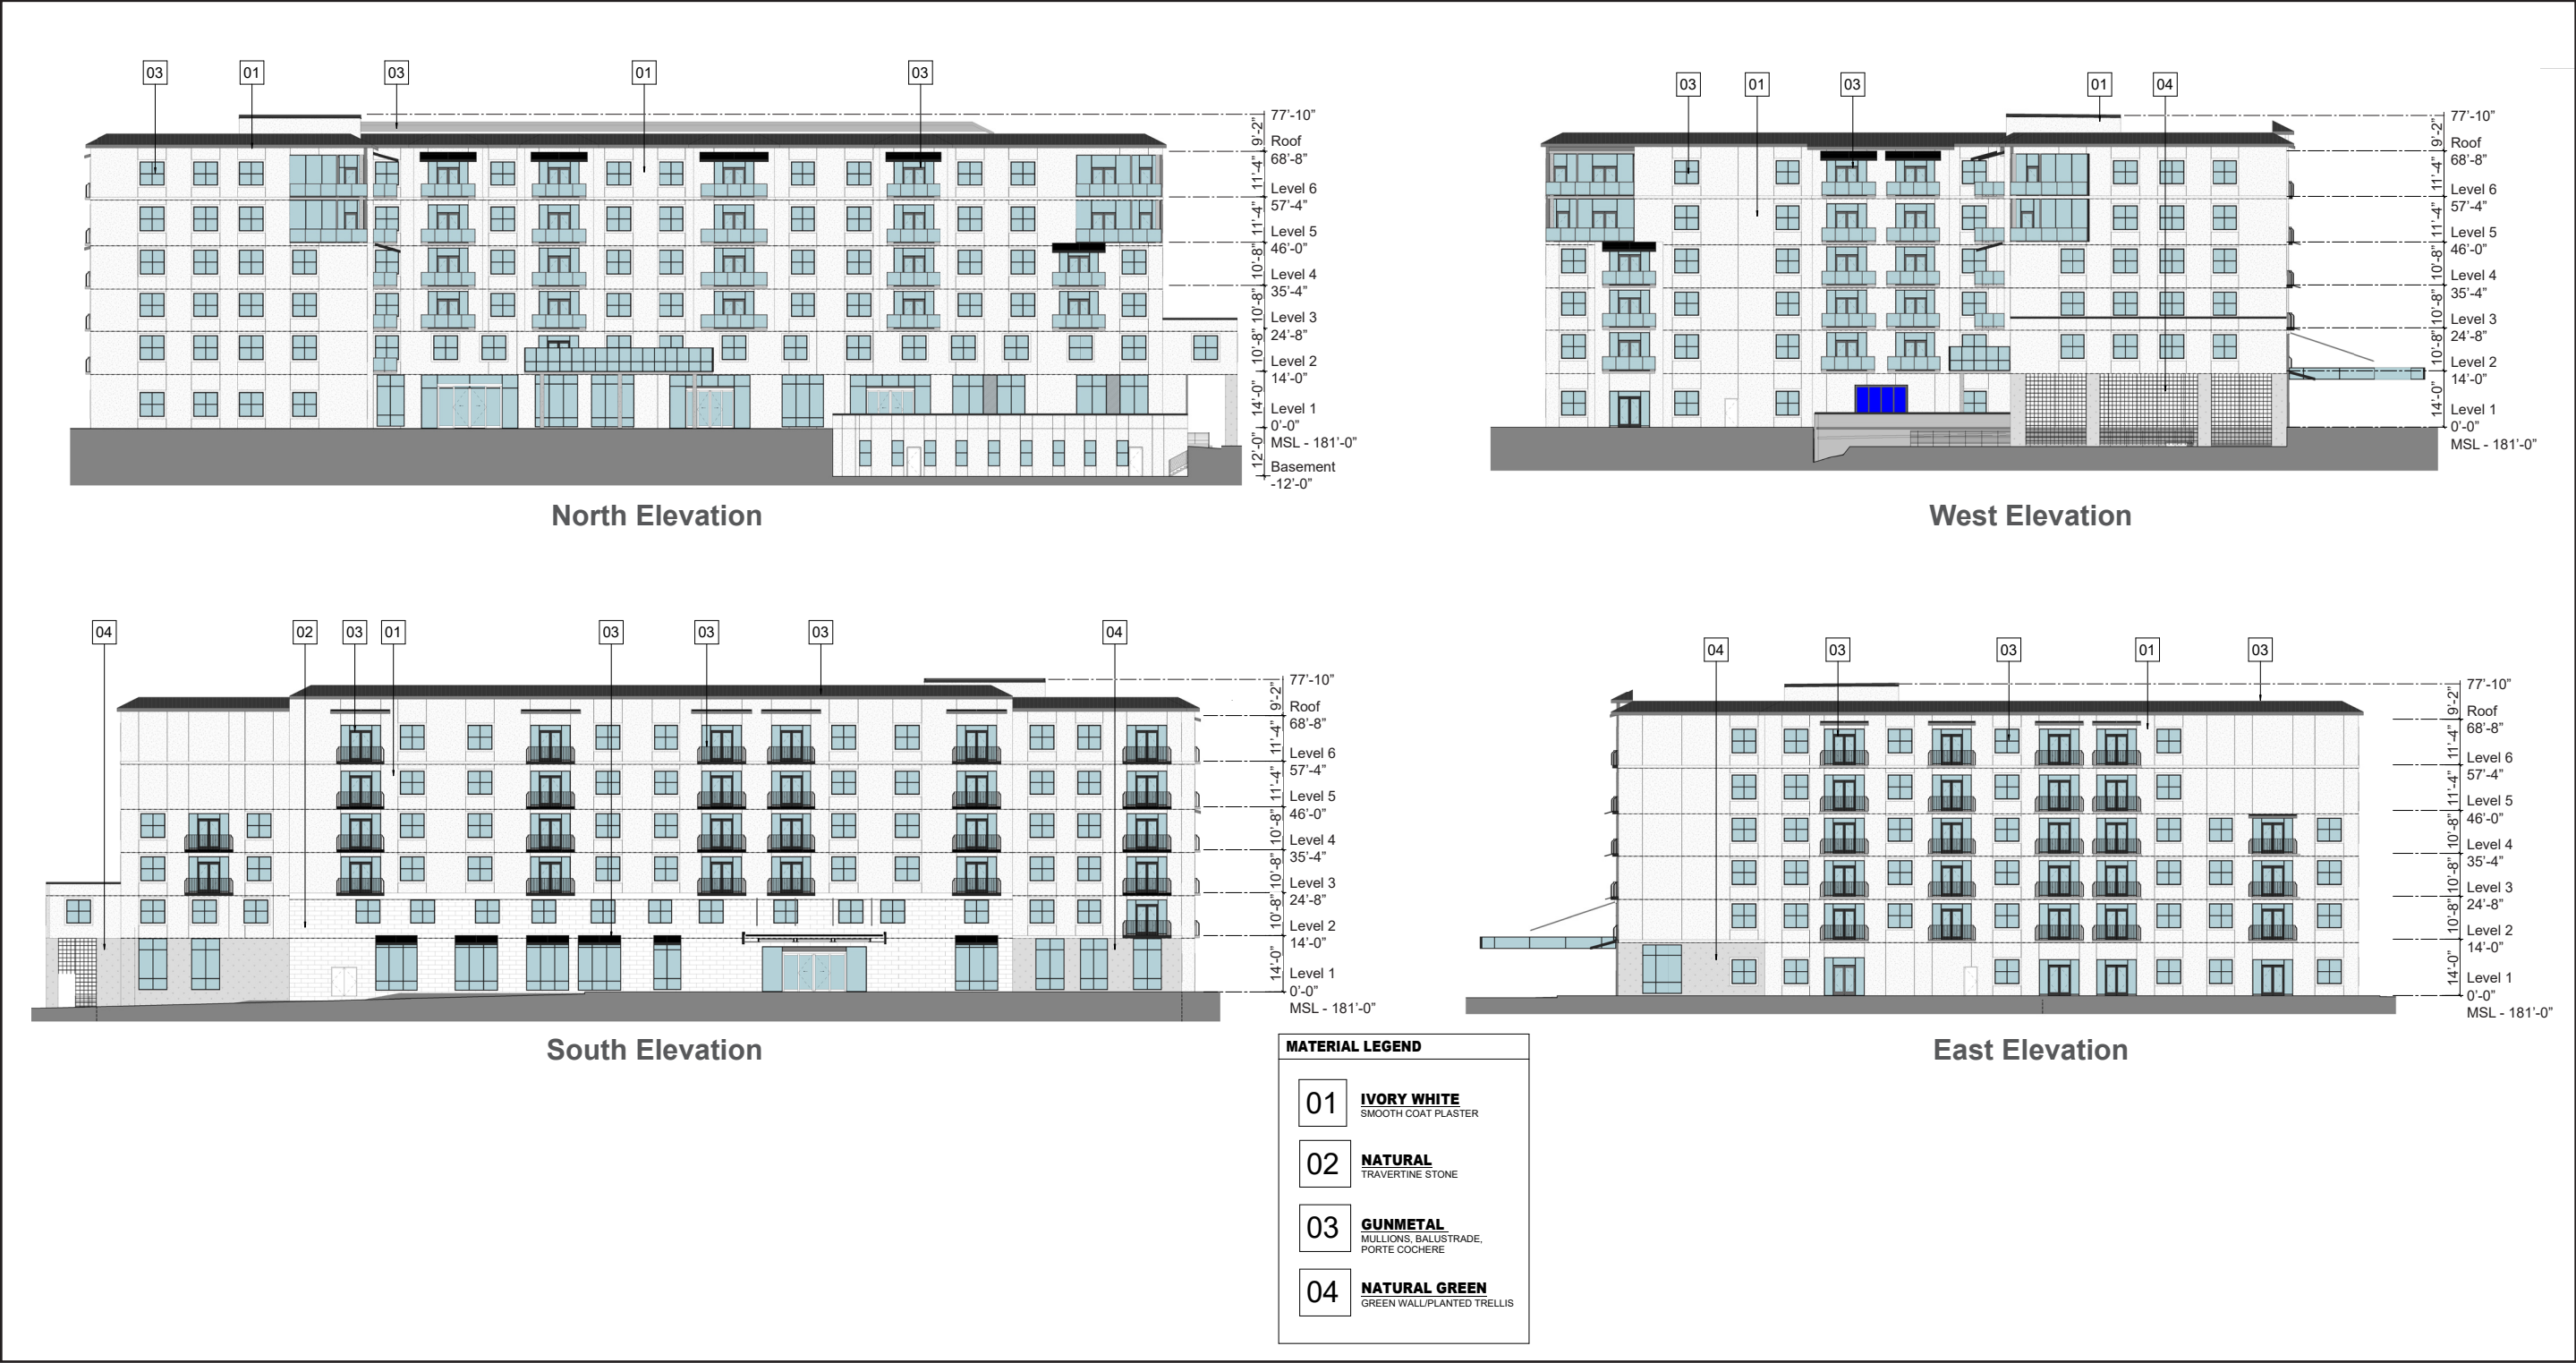 03 01 03 01 03
77'-10"
9'-2"
Roof
68'-8"
11'-4"
Level 6
57'-4"
11'-4"
Level 5
46'-0"
10'-8"
Level 4
35'-4"
10'-8"
Level 3
24'-8"
10'-8"
Level 2
14'-0"
14'-0"
Level 1
0'-0"
MSL - 181'-0"
12'-0"
Basement
-12'-0"
North Elevation
03 01 03 01 04
77'-10"
9'-2"
Roof
68'-8"
11'-4"
Level 6
57'-4"
11'-4"
Level 5
46'-0"
10'-8"
Level 4
35'-4"
10'-8"
Level 3
24'-8"
10'-8"
Level 2
14'-0"
14'-0"
Level 1
0'-0"
MSL - 181'-0"
West Elevation
04 02 03 01 03 03 03 04
77'-10"
9'-2"
Roof
68'-8"
11'-4"
Level 6
57'-4"
11'-4"
Level 5
46'-0"
10'-8"
Level 4
35'-4"
10'-8"
Level 3
24'-8"
10'-8"
Level 2
14'-0"
14'-0"
Level 1
0'-0"
MSL - 181'-0"
South Elevation
04 03 03 01 03
77'-10"
9'-2"
Roof
68'-8"
11'-4"
Level 6
57'-4"
11'-4"
Level 5
46'-0"
10'-8"
Level 4
35'-4"
10'-8"
Level 3
24'-8"
10'-8"
Level 2
14'-0"
14'-0"
Level 1
0'-0"
MSL - 181'-0"
East Elevation
MATERIAL LEGEND
01 IVORY WHITE
SMOOTH COAT PLASTER
02 NATURAL
TRAVERTINE STONE
03 GUNMETAL
MULLIONS, BALUSTRADE,
PORTE COCHERE
04 NATURAL GREEN
GREEN WALL/PLANTED TRELLIS